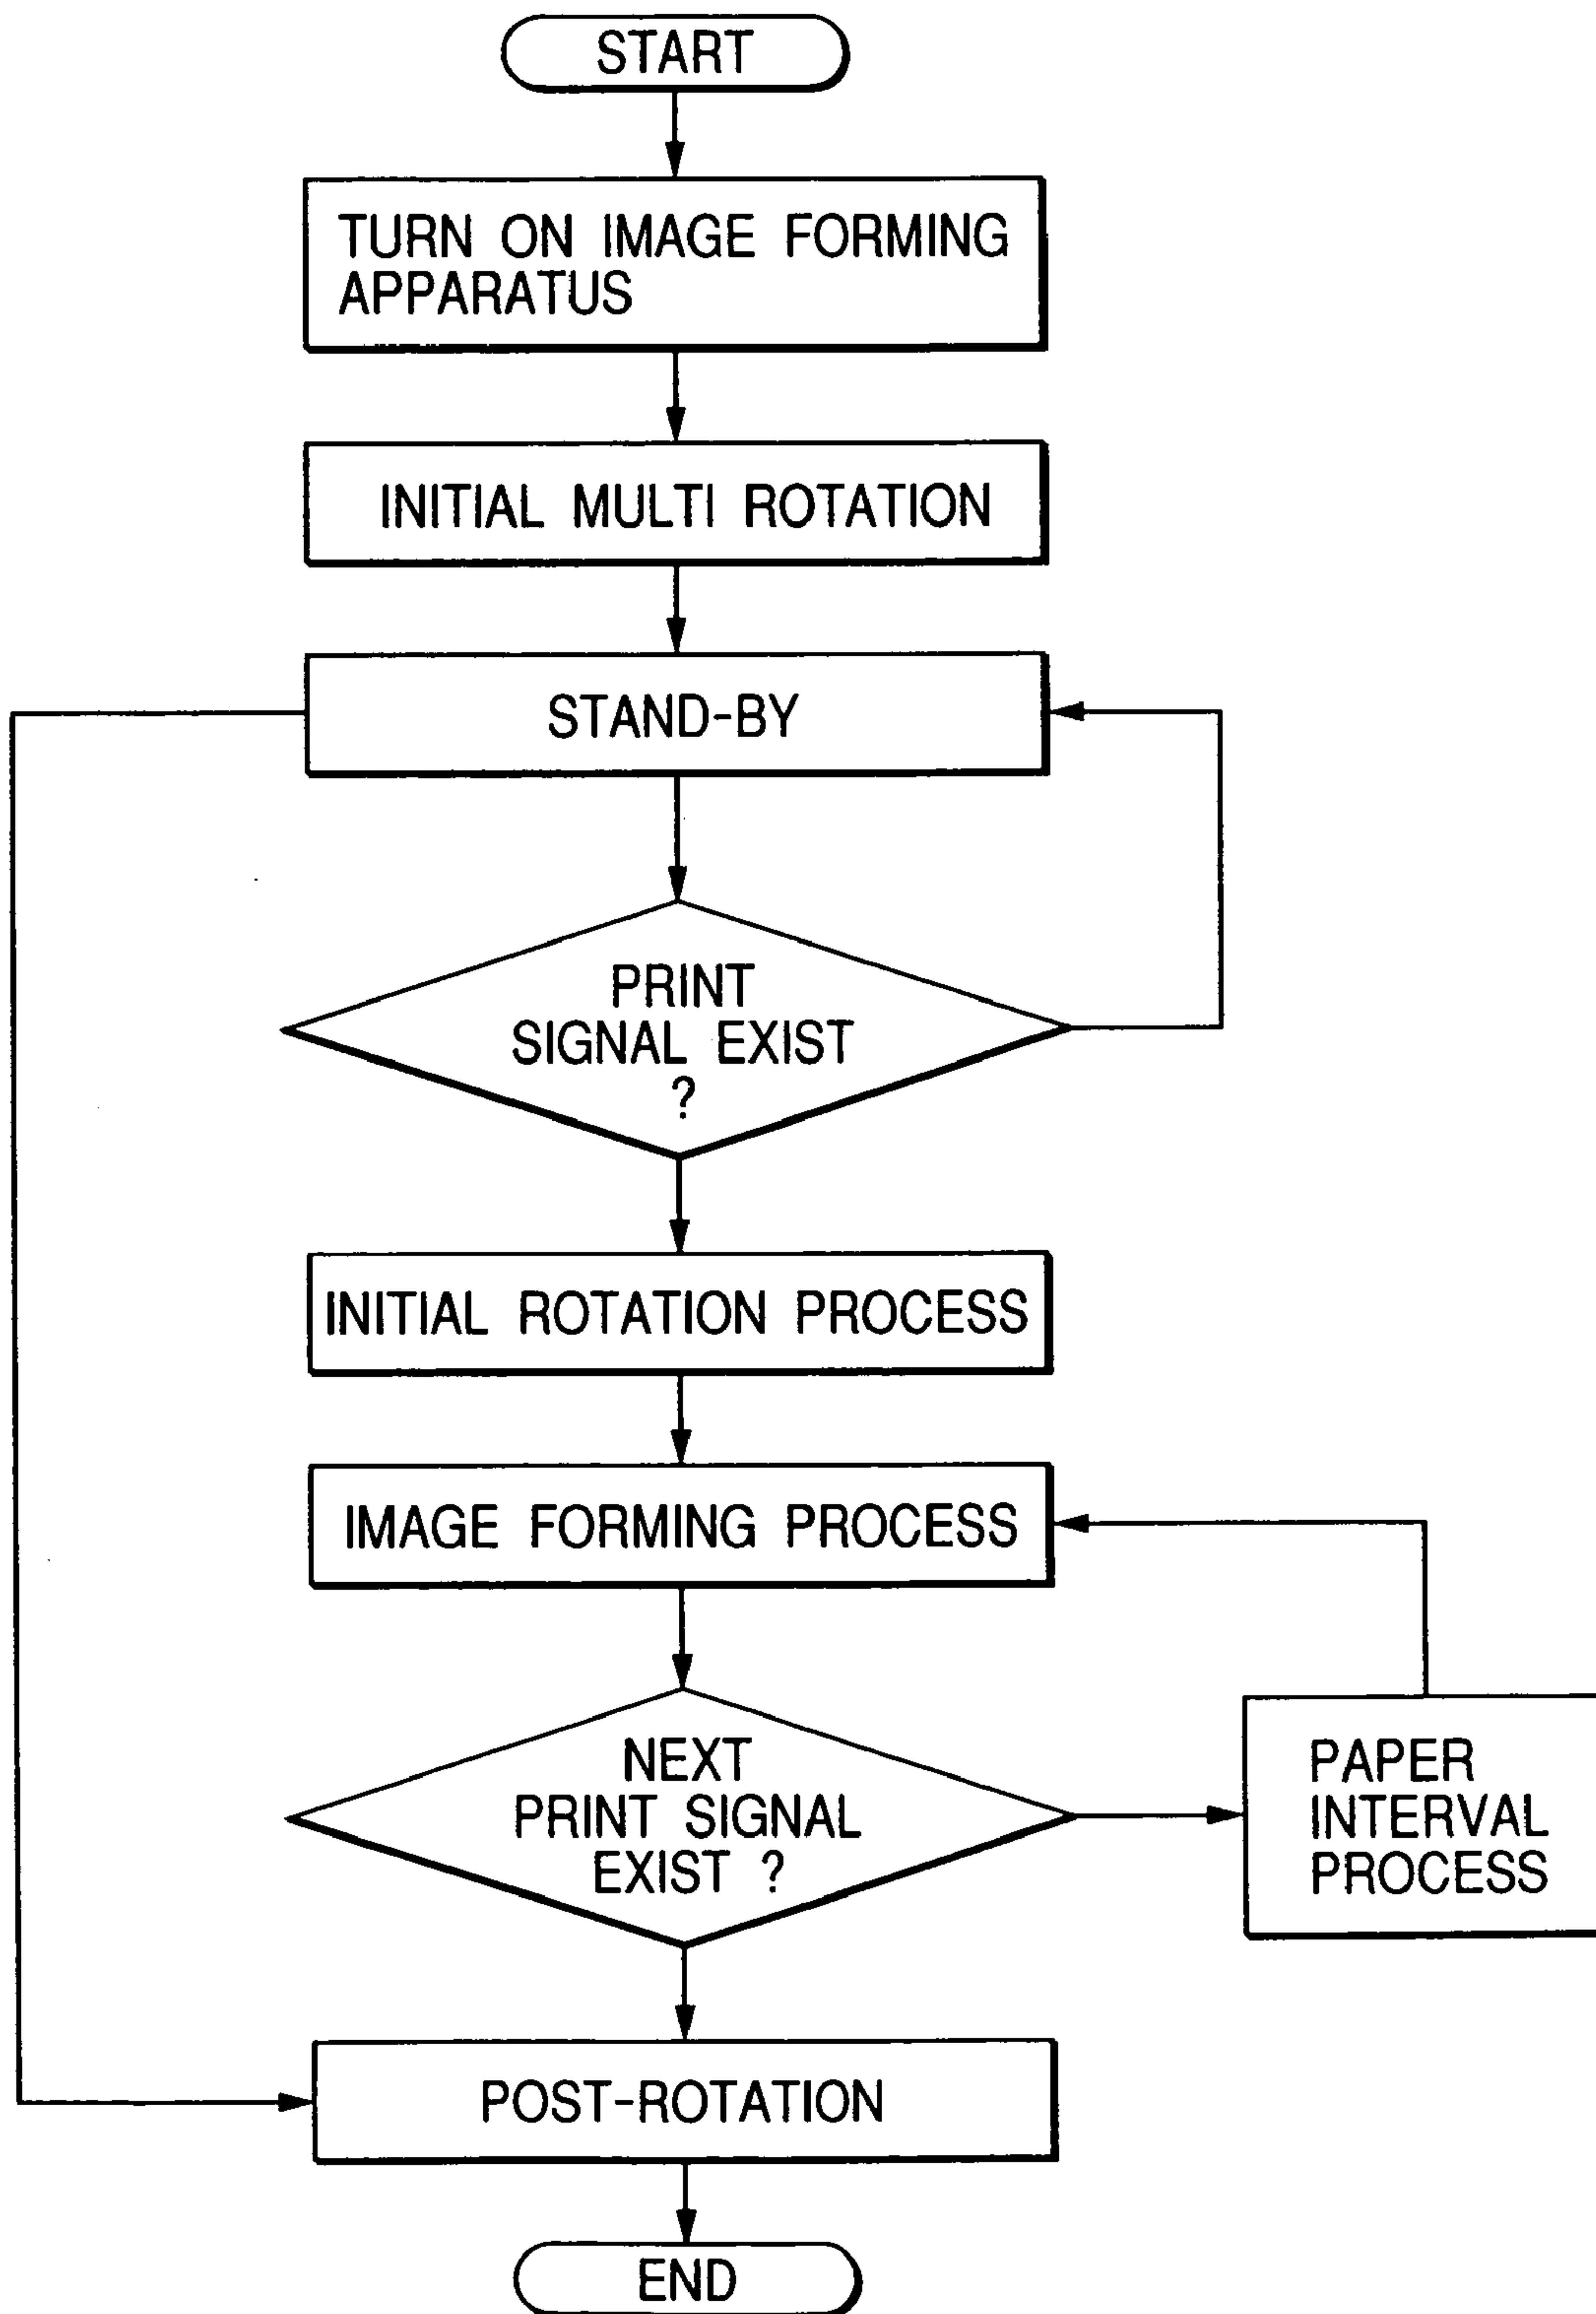 START
TURN ON IMAGE FORMING
APPARATUS
INITIAL MULTI ROTATION
STAND-BY
PRINT
SIGNAL EXIST
?
INITIAL ROTATION PROCESS
IMAGE FORMING PROCESS
NEXT
PRINT SIGNAL
EXIST ?
PAPER
INTERVAL
PROCESS
POST-ROTATION
END